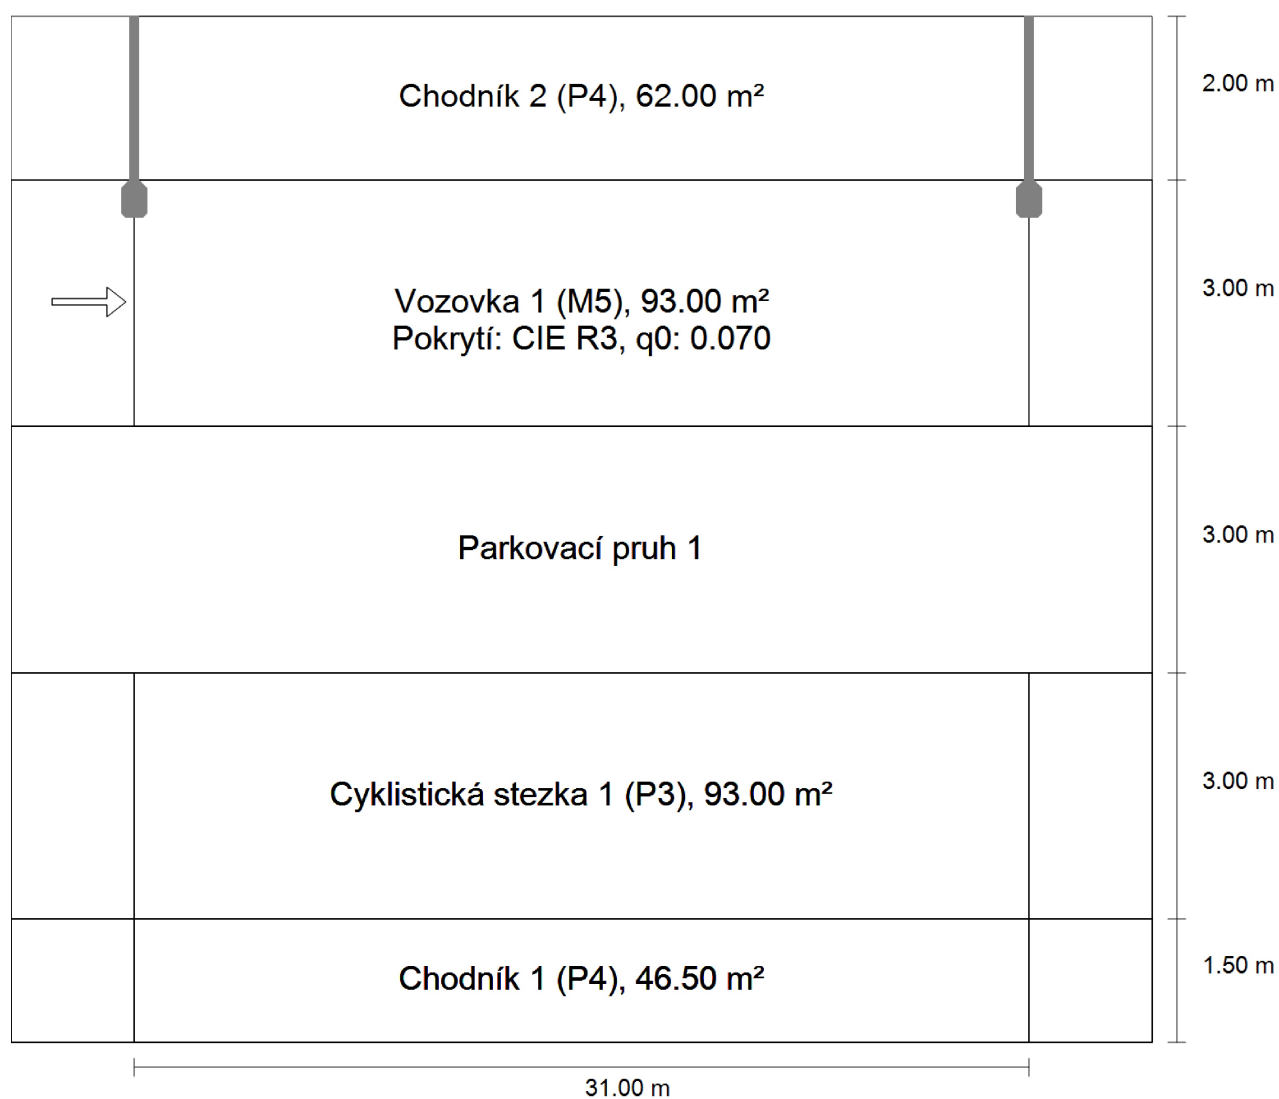 Chodník 2 (P4), 62.00 m²
2.00 m
Vozovka 1 (M5), 93.00 m²
Pokrytí: CIE R3, q0: 0.070
3.00 m
Parkovací pruh 1
3.00 m
Cyklistická stezka 1 (P3), 93.00 m²
3.00 m
Chodník 1 (P4), 46.50 m²
1.50 m
31.00 m